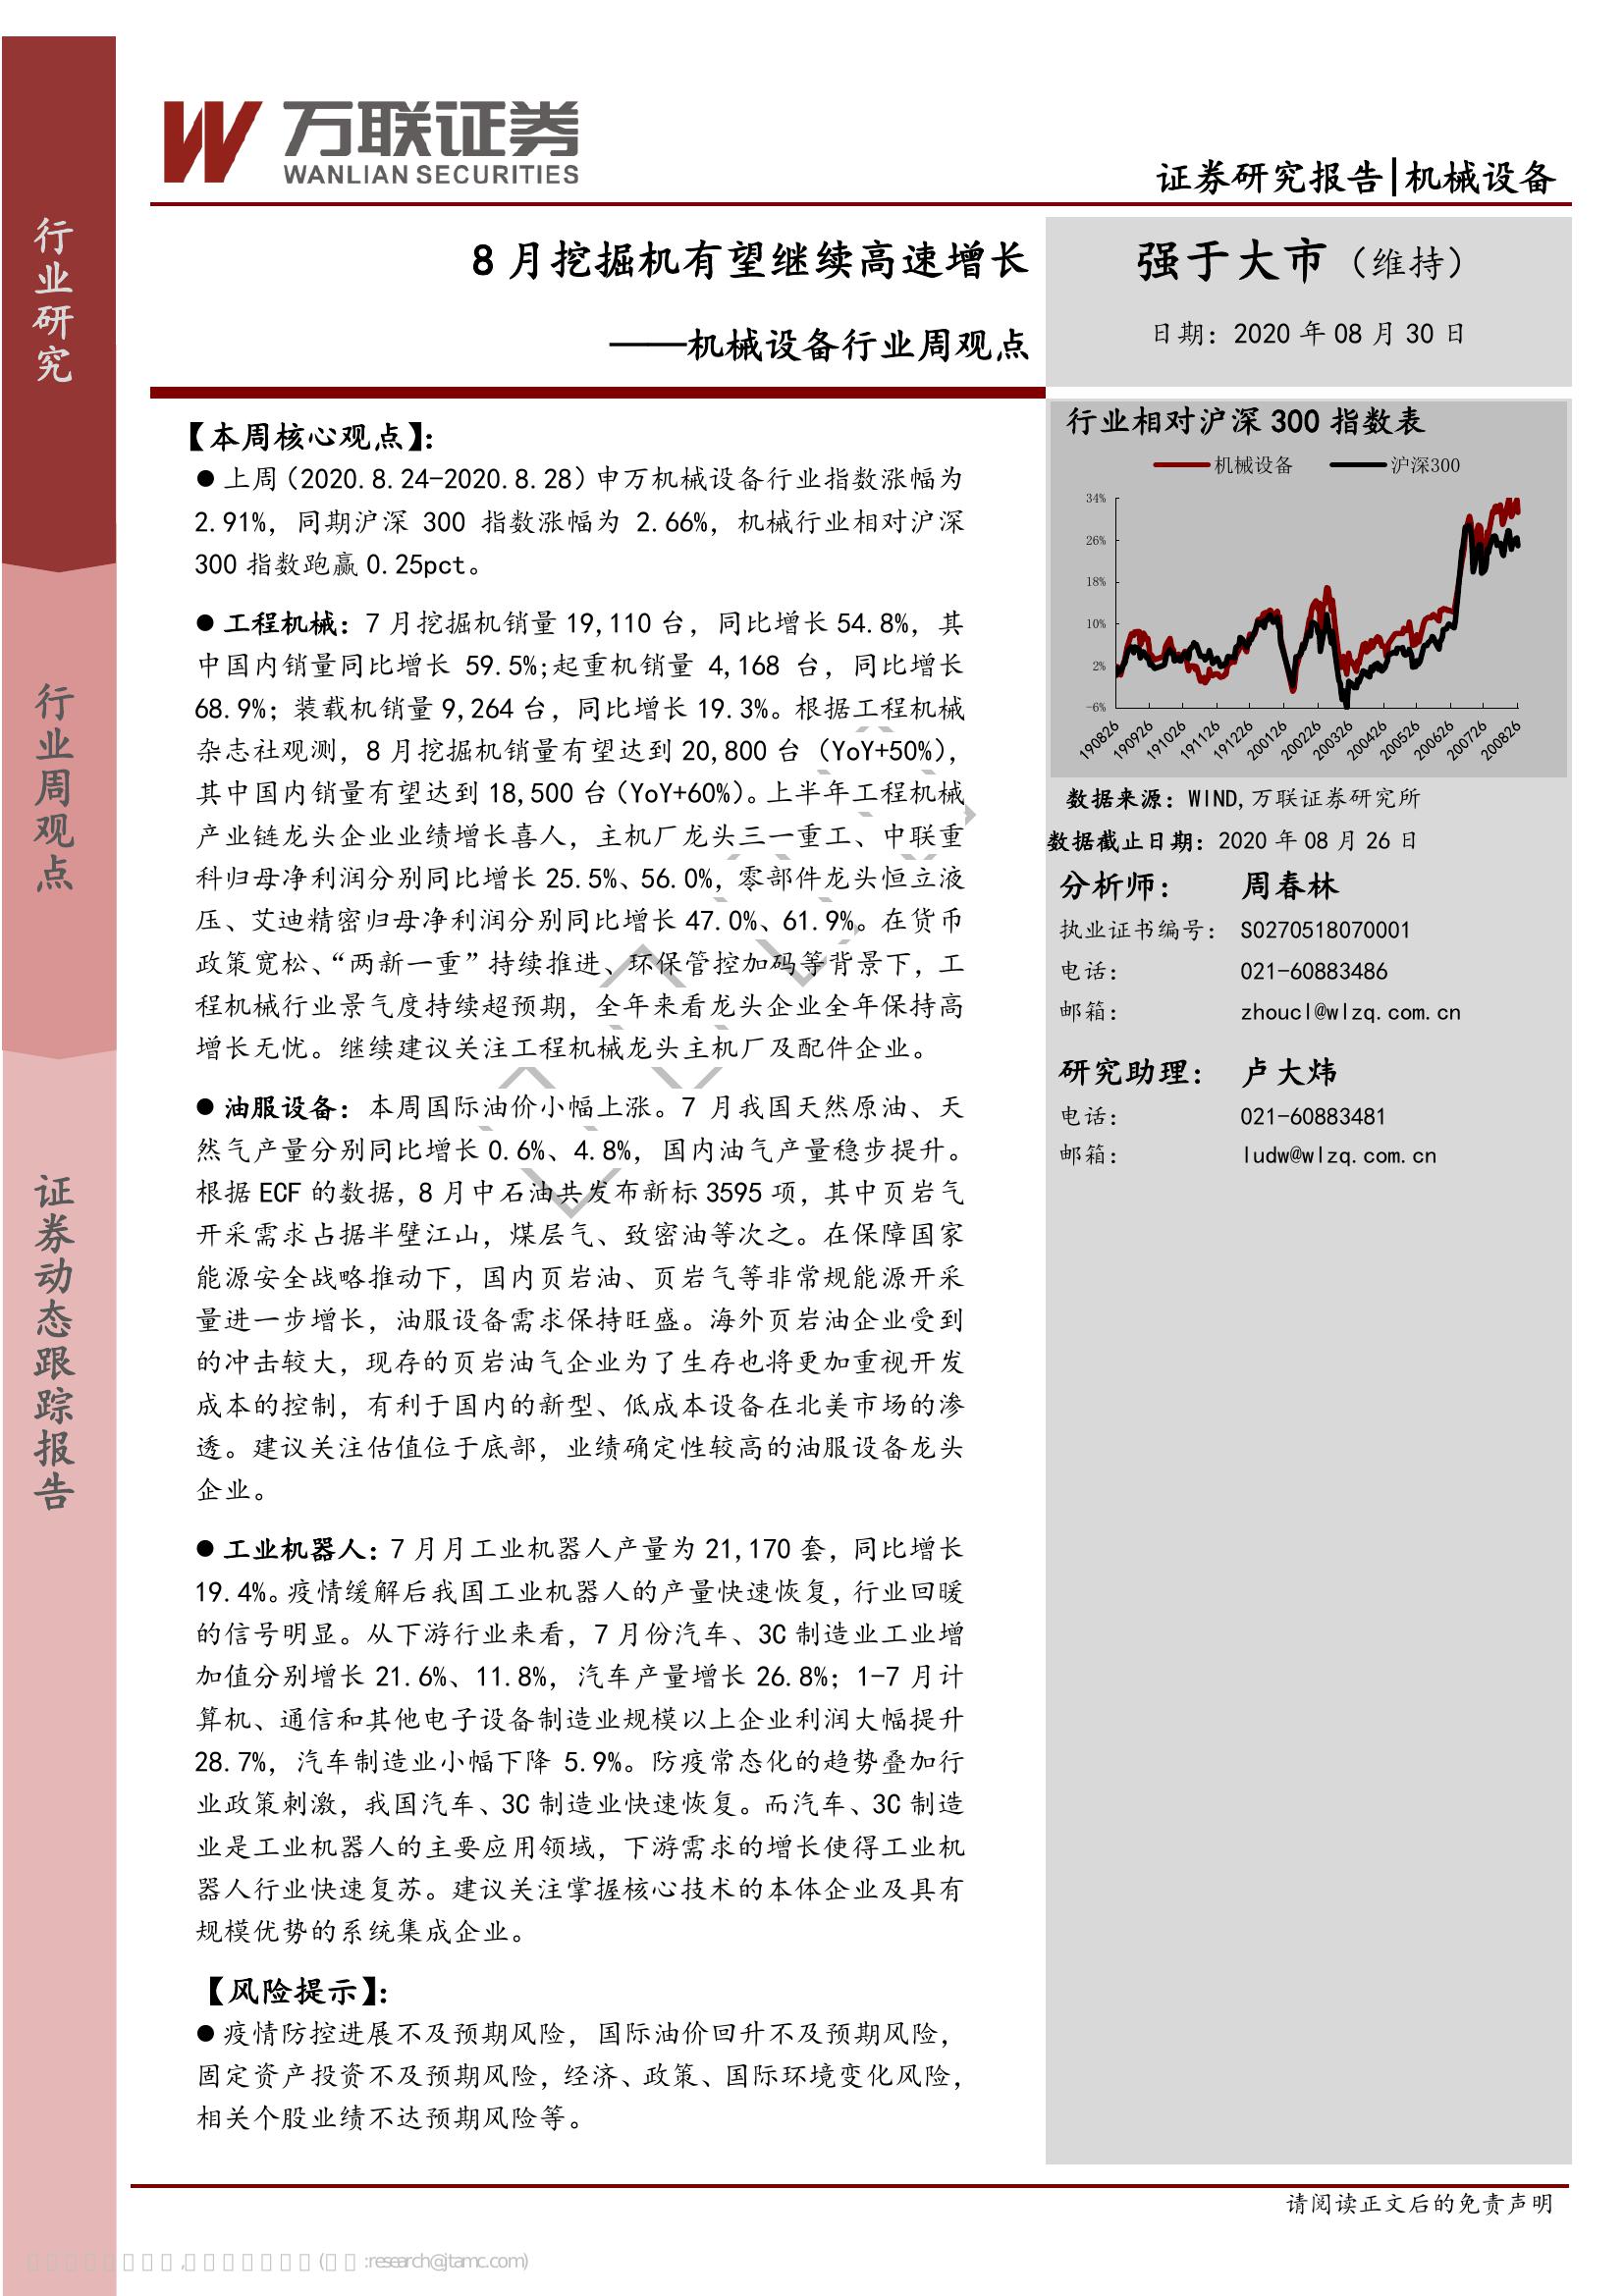 万联证券
WANLIAN SECURITIES
证券研究报告|机械设备
行业研究
行业周观点
证券动态跟踪报告
8 月挖掘机有望继续高速增长
——机械设备行业周观点
强于大市（维持）
日期：2020 年 08 月 30 日
【本周核心观点】：
● 上周（2020.8.24-2020.8.28）申万机械设备行业指数涨幅为
2.91%，同期沪深 300 指数涨幅为 2.66%，机械行业相对沪深
300 指数跑赢 0.25pct。
● 工程机械：7 月挖掘机销量 19,110 台，同比增长 54.8%，其
中国内销量同比增长 59.5%;起重机销量 4,168 台，同比增长
68.9%；装载机销量 9,264 台，同比增长 19.3%。根据工程机械
杂志社观测，8 月挖掘机销量有望达到 20,800 台（YoY+50%），
其中国内销量有望达到 18,500 台（YoY+60%）。上半年工程机械
产业链龙头企业业绩增长喜人，主机厂龙头三一重工、中联重
科归母净利润分别同比增长 25.5%、56.0%，零部件龙头恒立液
压、艾迪精密归母净利润分别同比增长 47.0%、61.9%。在货币
政策宽松、“两新一重”持续推进、环保管控加码等背景下，工
程机械行业景气度持续超预期，全年来看龙头企业全年保持高
增长无忧。继续建议关注工程机械龙头主机厂及配件企业。
● 油服设备：本周国际油价小幅上涨。7 月我国天然原油、天
然气产量分别同比增长 0.6%、4.8%，国内油气产量稳步提升。
根据 ECF 的数据，8 月中石油共发布新标 3595 项，其中页岩气
开采需求占据半壁江山，煤层气、致密油等次之。在保障国家
能源安全战略推动下，国内页岩油、页岩气等非常规能源开采
量进一步增长，油服设备需求保持旺盛。海外页岩油企业受到
的冲击较大，现存的页岩油气企业为了生存也将更加重视开发
成本的控制，有利于国内的新型、低成本设备在北美市场的渗
透。建议关注估值位于底部，业绩确定性较高的油服设备龙头
企业。
● 工业机器人：7 月月工业机器人产量为 21,170 套，同比增长
19.4%。疫情缓解后我国工业机器人的产量快速恢复，行业回暖
的信号明显。从下游行业来看，7 月份汽车、3C 制造业工业增
加值分别增长 21.6%、11.8%，汽车产量增长 26.8%；1-7 月计
算机、通信和其他电子设备制造业规模以上企业利润大幅提升
28.7%，汽车制造业小幅下降 5.9%。防疫常态化的趋势叠加行
业政策刺激，我国汽车、3C 制造业快速恢复。而汽车、3C 制造
业是工业机器人的主要应用领域，下游需求的增长使得工业机
器人行业快速复苏。建议关注掌握核心技术的本体企业及具有
规模优势的系统集成企业。
【风险提示】：
● 疫情防控进展不及预期风险，国际油价回升不及预期风险，
固定资产投资不及预期风险，经济、政策、国际环境变化风险，
相关个股业绩不达预期风险等。
行业相对沪深 300 指数表
机械设备 沪深300
34%
26%
18%
10%
2%
-6%
190826 190926 191026 191126 191226 200126 200226 200326 200426 200526 200626 200726 200826
数据来源：WIND,万联证券研究所
数据截止日期：2020 年 08 月 26 日
分析师： 周春林
执业证书编号： S0270518070001
电话： 021-60883486
邮箱： zhoucl@wlzq.com.cn
研究助理： 卢大炜
电话： 021-60883481
邮箱： ludw@wlzq.com.cn
请阅读正文后的免责声明
:research@jtamc.com)